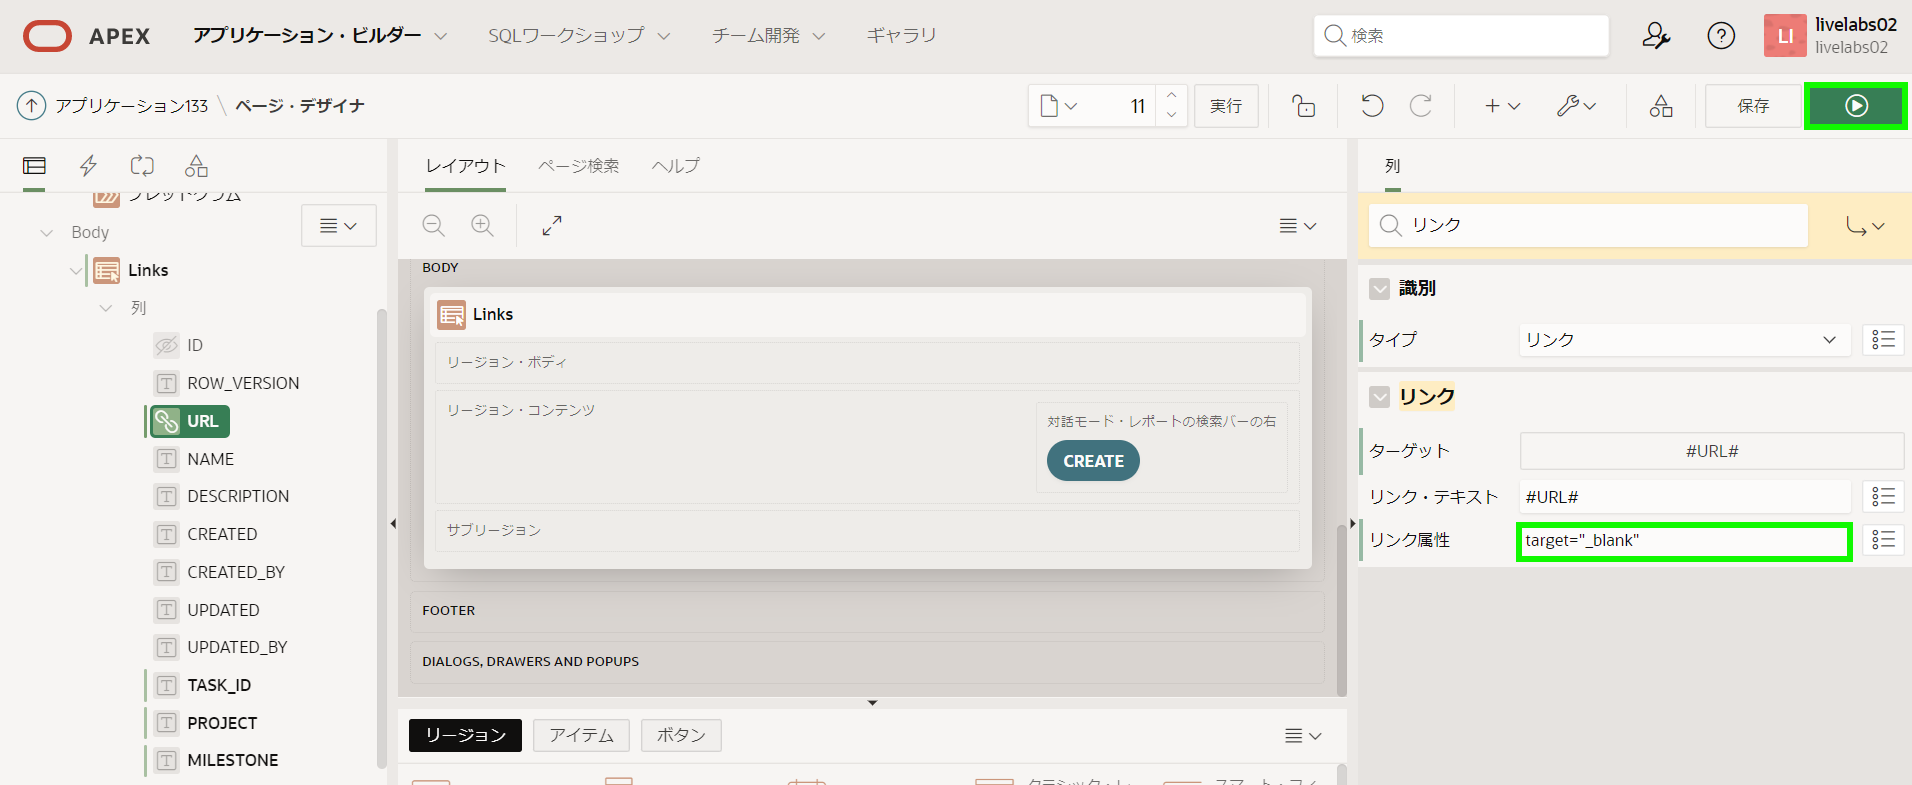 APEX
アプリケーション・ビルダー
SQLワークショップ
チーム開発
ギャラリ
検索
LI
livelabs02
livelabs02
アプリケーション133 \ ページ・デザイナ
11
実行
保存
ブレッドクラム
Body
Links
列
ID
ROW_VERSION
URL
NAME
DESCRIPTION
CREATED
CREATED_BY
UPDATED
UPDATED_BY
TASK_ID
PROJECT
MILESTONE
レイアウト
ページ検索
ヘルプ
BODY
Links
リージョン・ボディ
リージョン・コンテンツ
対話モード・レポートの検索バーの右
CREATE
サブリージョン
FOOTER
DIALOGS, DRAWERS AND POPUPS
リージョン
アイテム
ボタン
列
リンク
識別
タイプ
リンク
リンク
ターゲット
#URL#
リンク・テキスト
#URL#
リンク属性
target="_blank"